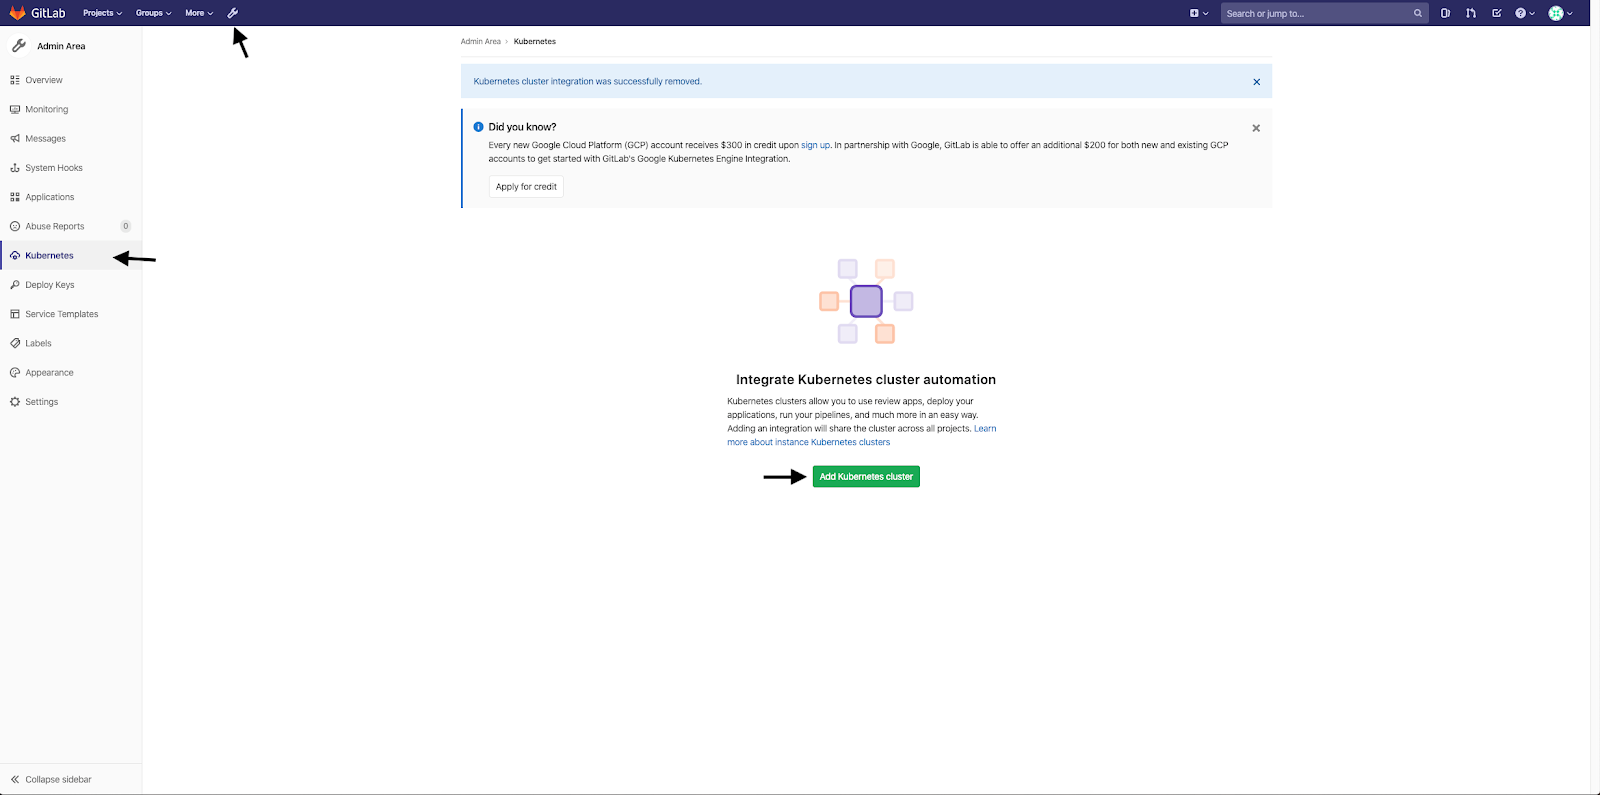 GitLab Projects Groups More Search or jump to...
Admin Area
Overview
Monitoring
Messages
System Hooks
Applications
Abuse Reports 0
Kubernetes
Deploy Keys
Service Templates
Labels
Appearance
Settings
Collapse sidebar
Admin Area › Kubernetes
Kubernetes cluster integration was successfully removed.
Did you know?
Every new Google Cloud Platform (GCP) account receives $300 in credit upon sign up. In partnership with Google, GitLab is able to offer an additional $200 for both new and existing GCP
accounts to get started with GitLab's Google Kubernetes Engine Integration.
Apply for credit
Integrate Kubernetes cluster automation
Kubernetes clusters allow you to use review apps, deploy your
applications, run your pipelines, and much more in an easy way.
Adding an integration will share the cluster across all projects. Learn
more about instance Kubernetes clusters
Add Kubernetes cluster